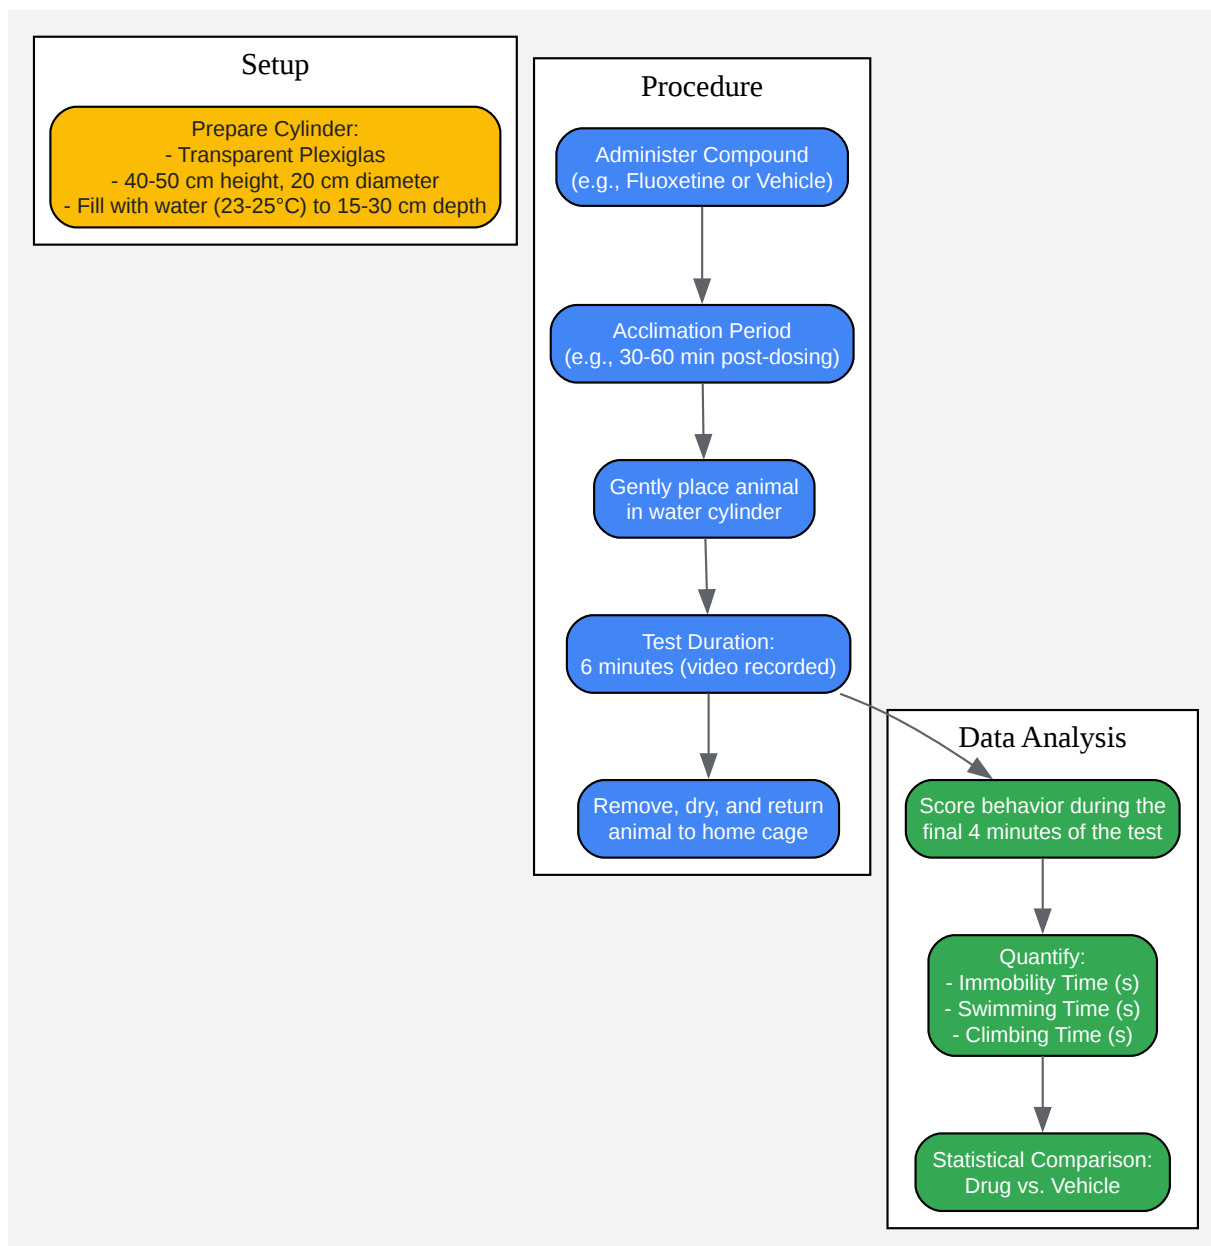 Setup
Prepare Cylinder:
- Transparent Plexiglas
- 40-50 cm height, 20 cm diameter
- Fill with water (23-25°C) to 15-30 cm depth
Procedure
Administer Compound
(e.g., Fluoxetine or Vehicle)
Acclimation Period
(e.g., 30-60 min post-dosing)
Gently place animal
in water cylinder
Test Duration:
6 minutes (video recorded)
Remove, dry, and return
animal to home cage
Data Analysis
Score behavior during the
final 4 minutes of the test
Quantify:
- Immobility Time (s)
- Swimming Time (s)
- Climbing Time (s)
Statistical Comparison:
Drug vs. Vehicle